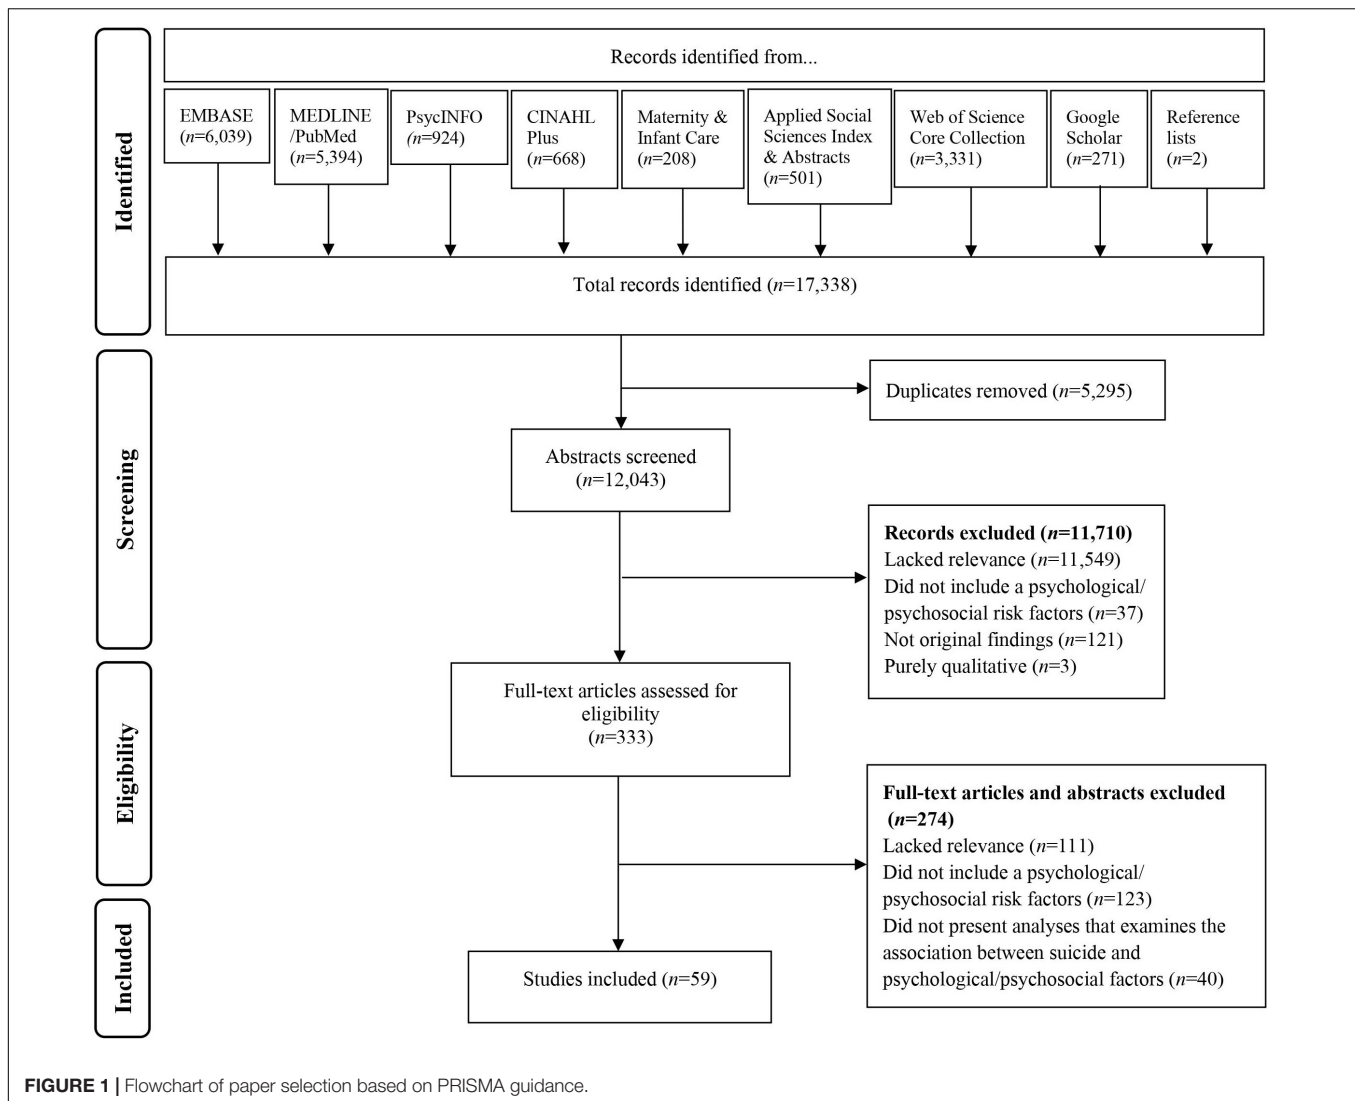 Identified
Records identified from...
EMBASE
(n=6,039)
MEDLINE
/PubMed
(n=5,394)
PsycINFO
(n=924)
CINAHL
Plus
(n=668)
Maternity &
Infant Care
(n=208)
Applied Social
Sciences Index
& Abstracts
(n=501)
Web of Science
Core Collection
(n=3,331)
Google
Scholar
(n=271)
Reference
lists
(n=2)
Total records identified (n=17,338)
Screening
Duplicates removed (n=5,295)
Abstracts screened
(n=12,043)
Records excluded (n=11,710)
Lacked relevance (n=11,549)
Did not include a psychological/
psychosocial risk factors (n=37)
Not original findings (n=121)
Purely qualitative (n=3)
Eligibility
Full-text articles assessed for
eligibility
(n=333)
Full-text articles and abstracts excluded
(n=274)
Lacked relevance (n=111)
Did not include a psychological/
psychosocial risk factors (n=123)
Did not present analyses that examines the
association between suicide and
psychological/psychosocial factors (n=40)
Included
Studies included (n=59)
FIGURE 1 | Flowchart of paper selection based on PRISMA guidance.